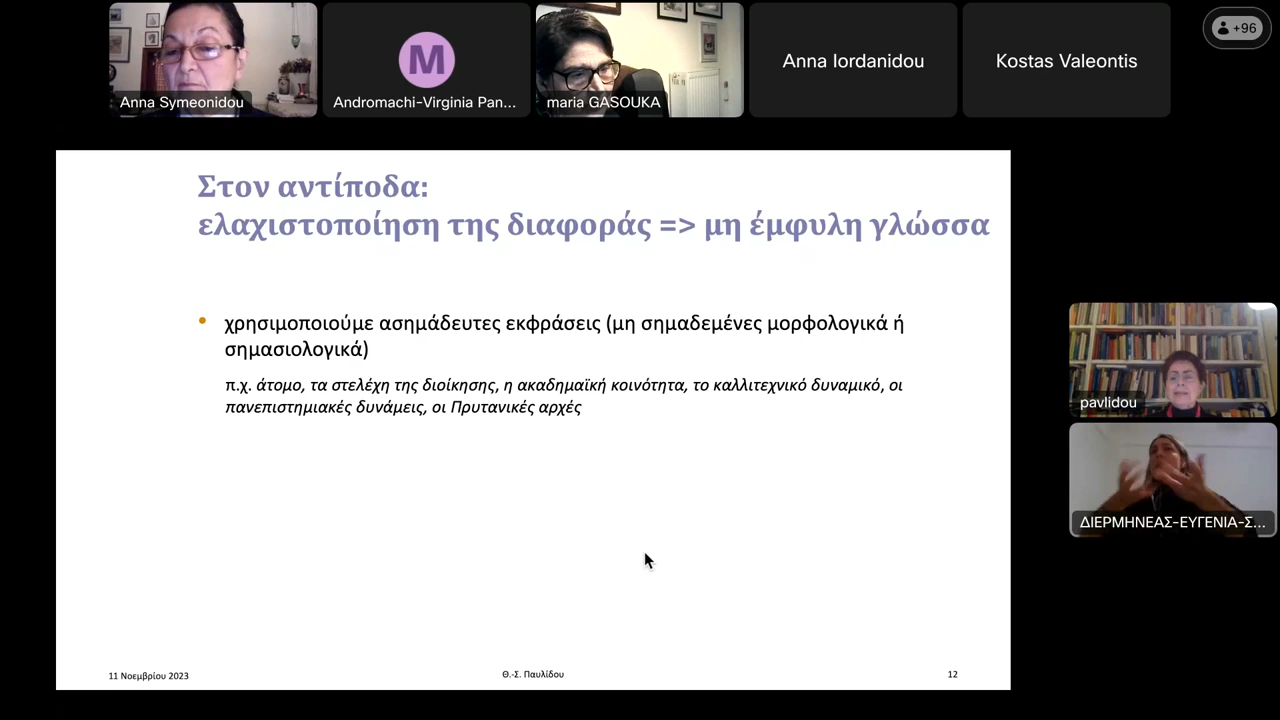 Anna Symeonidou
M
Andromachi-Virginia Pan...
maria GASOUKA
Anna Iordanidou
Kostas Valeontis
+96
Στον αντίποδα:
ελαχιστοποίηση της διαφοράς => μη έμφυλη γλώσσα
• χρησιμοποιούμε ασημάδευτες εκφράσεις (μη σημαδεμένες μορφολογικά ή
σημασιολογικά)
π.χ. άτομο, τα στελέχη της διοίκησης, η ακαδημαϊκή κοινότητα, το καλλιτεχνικό δυναμικό, οι
πανεπιστημιακές δυνάμεις, οι Πρυτανικές αρχές
pavlidou
ΔΙΕΡΜΗΝΕΑΣ-ΕΥΓΕΝΙΑ-Σ...
11 Νοεμβρίου 2023
Θ.-Σ. Παυλίδου
12